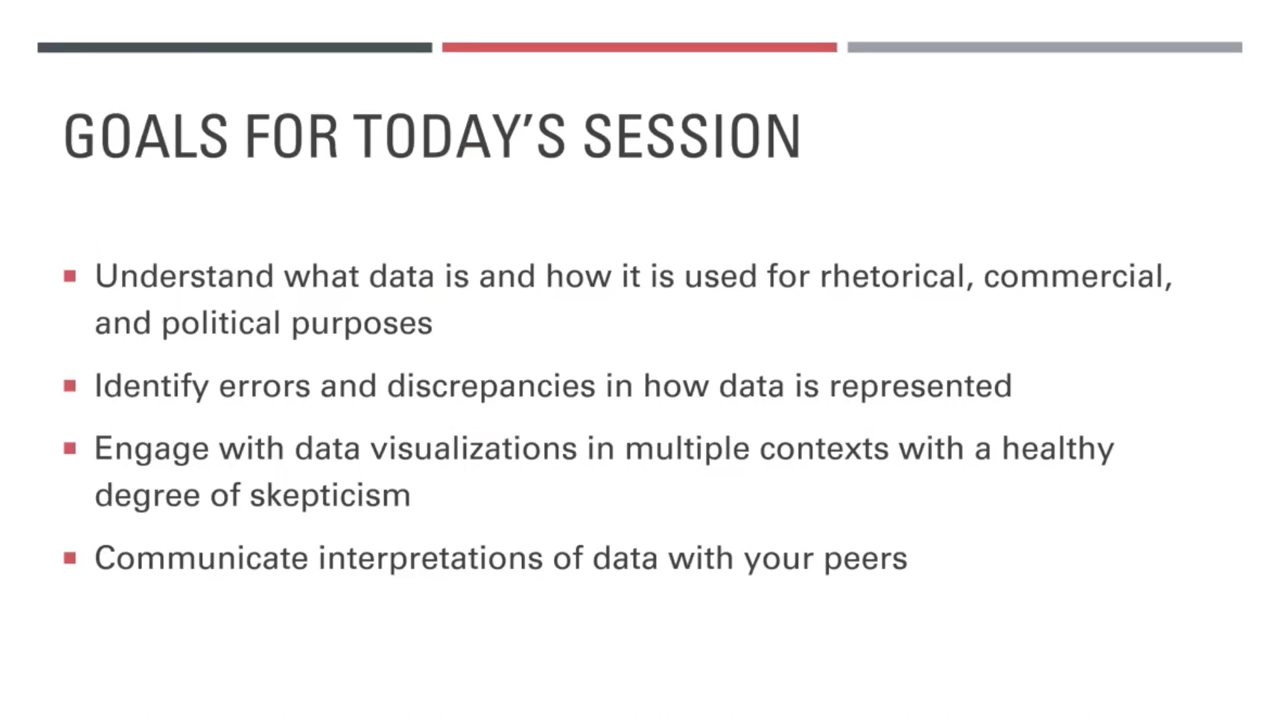 GOALS FOR TODAY’S SESSION
Understand what data is and how it is used for rhetorical, commercial,
and political purposes
Identify errors and discrepancies in how data is represented
Engage with data visualizations in multiple contexts with a healthy
degree of skepticism
Communicate interpretations of data with your peers